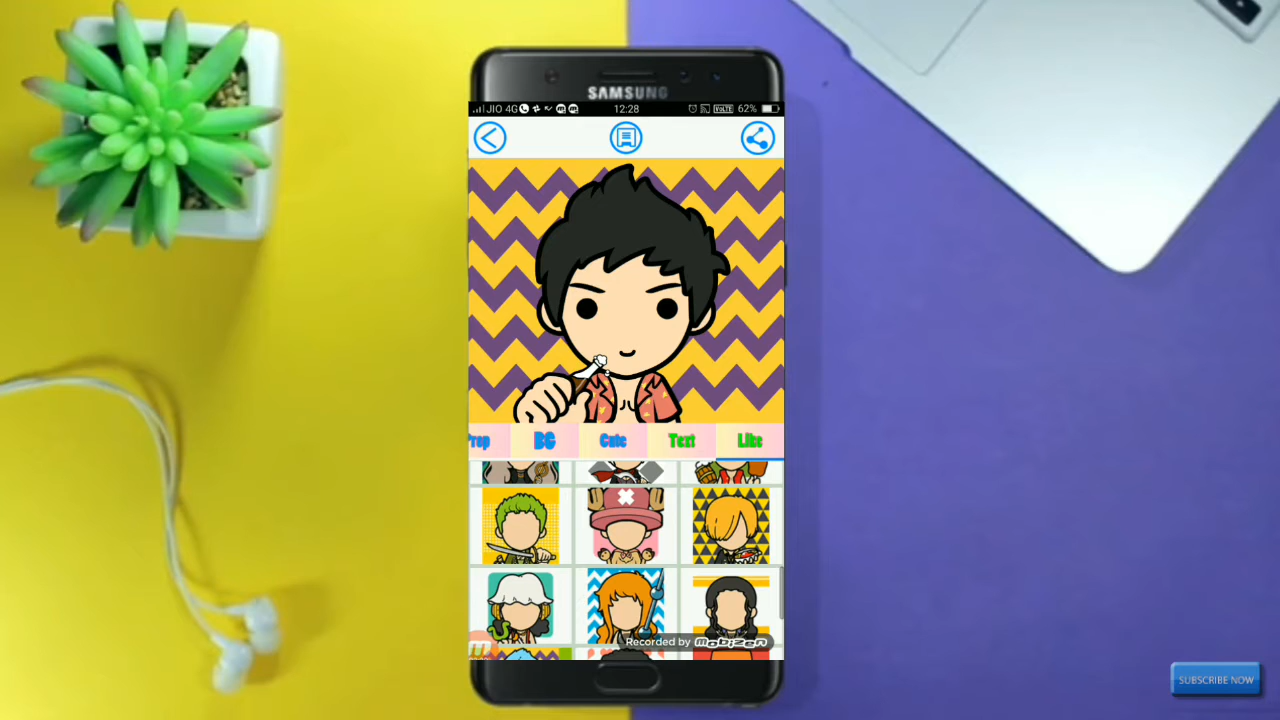 SAMSUNG
JIO 4G 12:28 VOLTE 62%
Prop BG Cute Text Like
Recorded by mobizen
SUBSCRIBE NOW